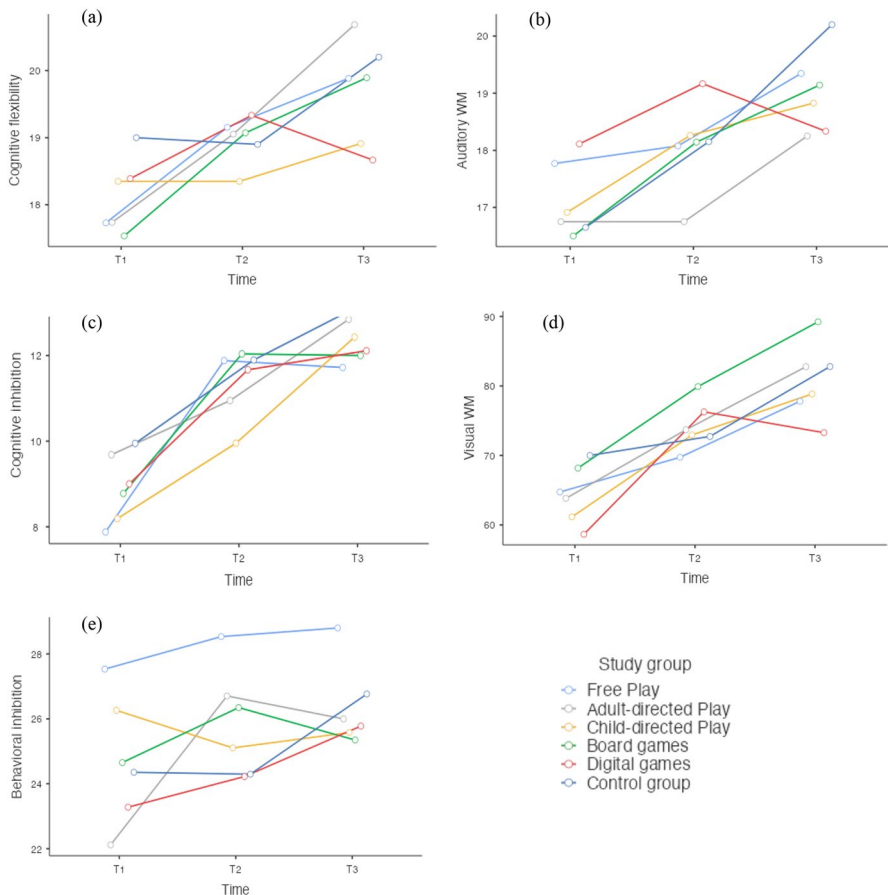 (a)
Cognitive flexibility
20
19
18
T1 T2 T3
Time
(b)
Auditory WM
20
19
18
17
T1 T2 T3
Time
(c)
Cognitive inhibition
12
10
8
T1 T2 T3
Time
(d)
Visual WM
90
80
70
60
T1 T2 T3
Time
(e)
Behavioral Inhibition
28
26
24
22
T1 T2 T3
Time
Study group
Free Play
Adult-directed Play
Child-directed Play
Board games
Digital games
Control group